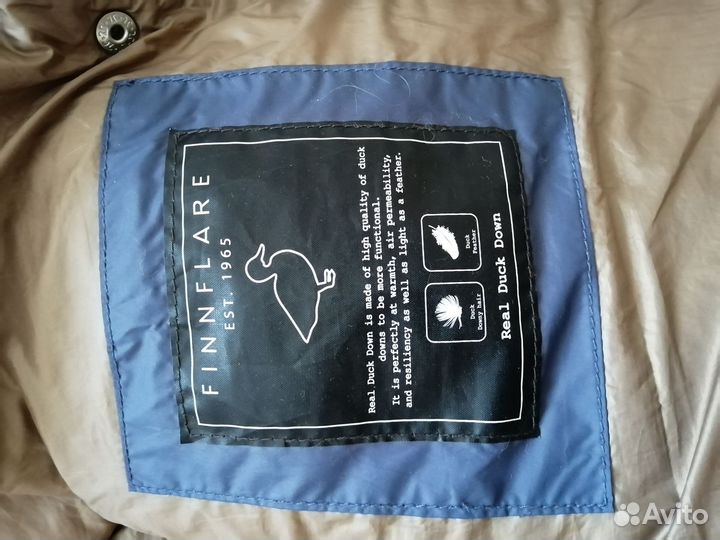 FINNFLARE
EST. 1965
Real Duck Down is made of high quality of duck
downs to be more functional.
It is perfectly at warmth, air permeability,
and resiliency as well as light as a feather.
Duck
Downy hair
Duck
Feather
Real Duck Down
Avito